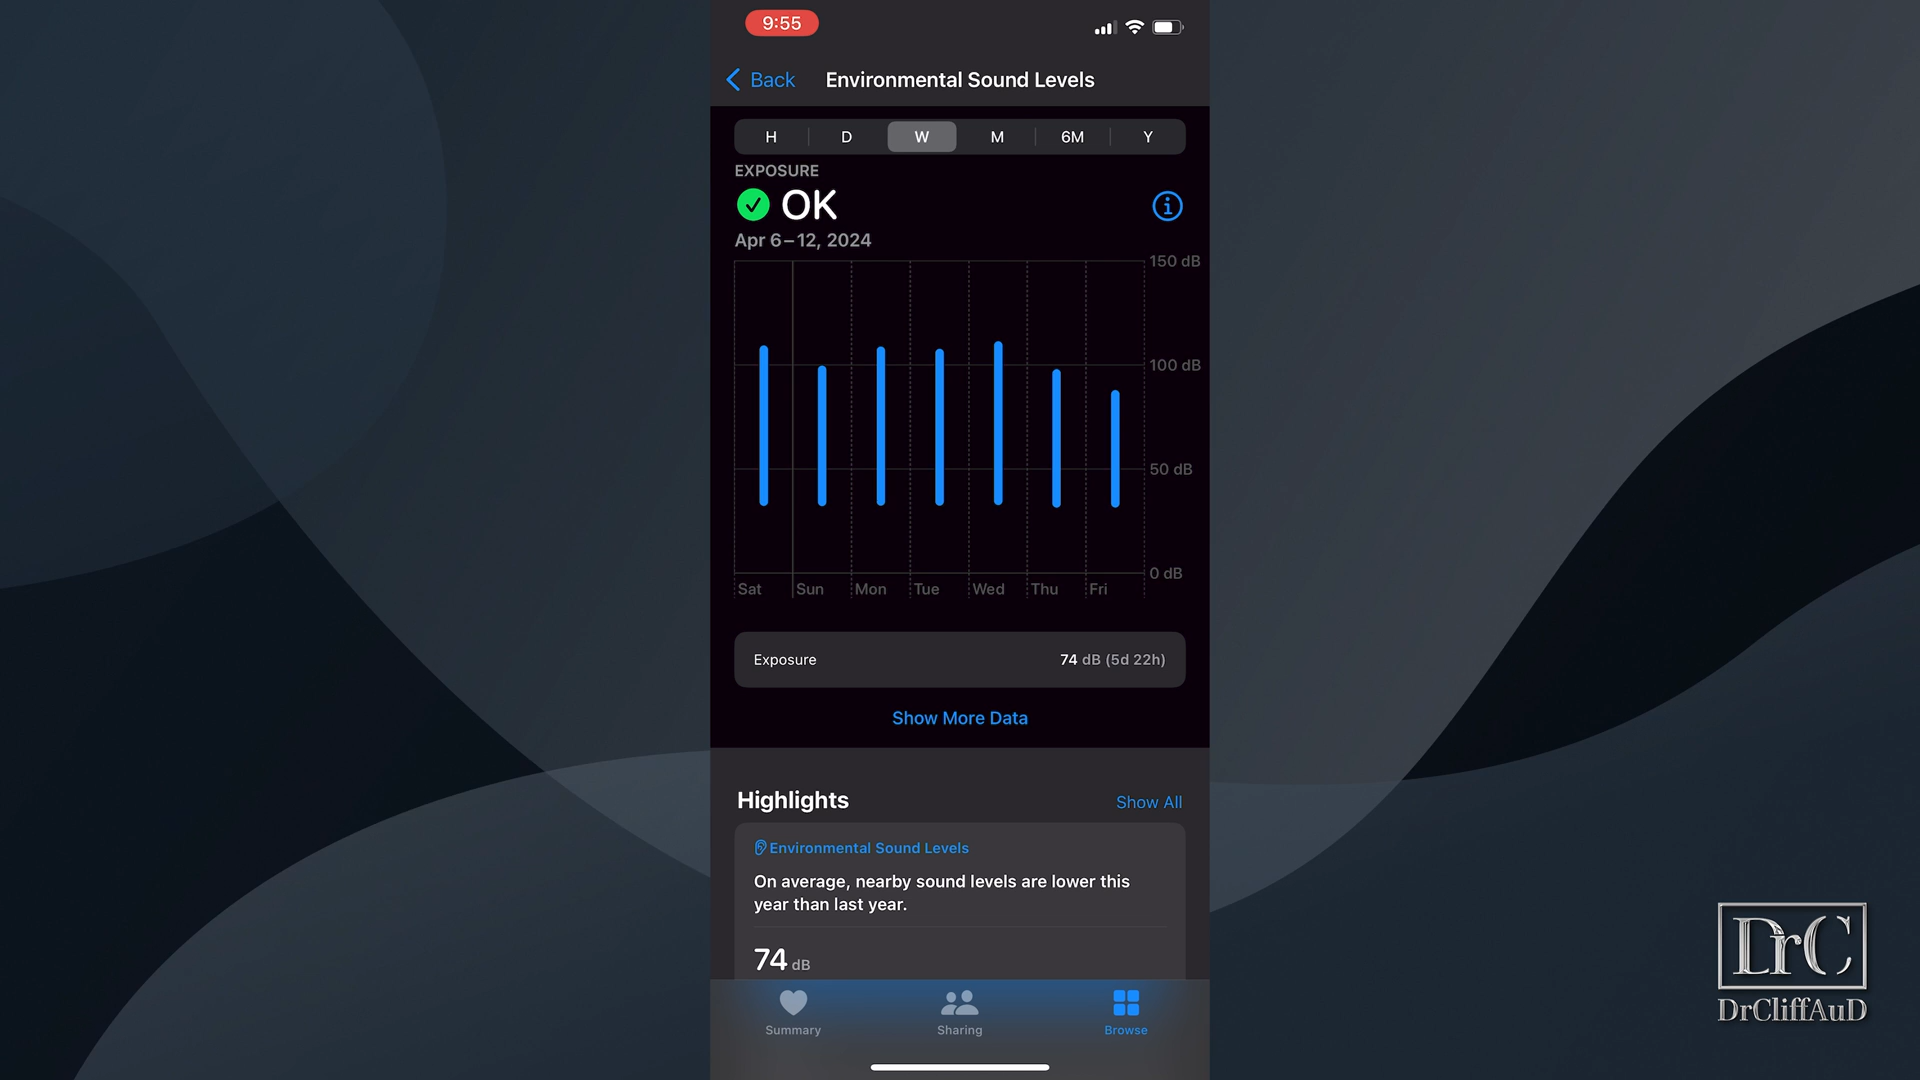 9:55
Back
Environmental Sound Levels
H D W M 6M Y
EXPOSURE
OK
Apr 6–12, 2024
150 dB
100 dB
50 dB
0 dB
Sat Sun Mon Tue Wed Thu Fri
Exposure 74 dB (5d 22h)
Show More Data
Highlights Show All
Environmental Sound Levels
On average, nearby sound levels are lower this
year than last year.
74 dB
Summary Sharing Browse
DrC
DrCliffAuD